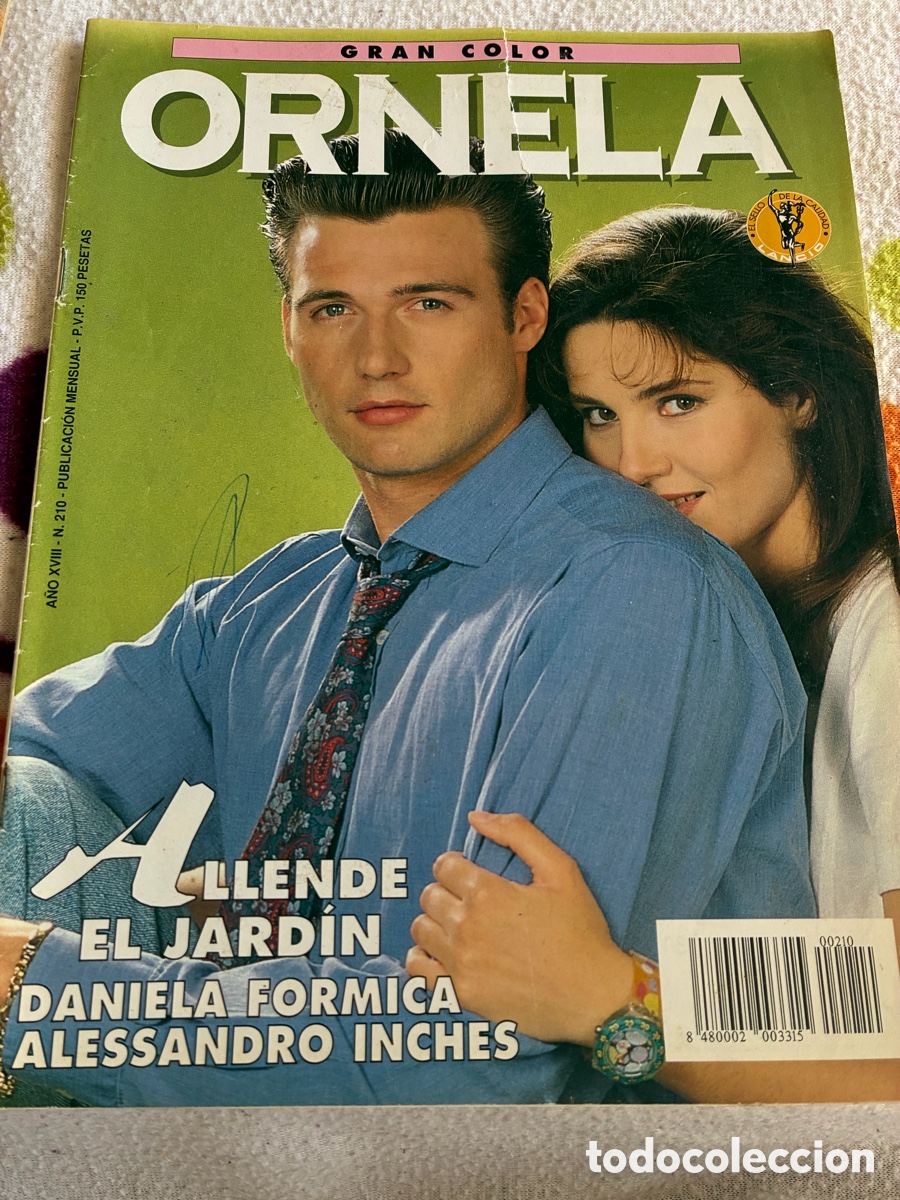 GRAN COLOR
ORNELA
EL SELLO DE LA CALIDAD
LANCIO
AÑO XVIII - N. 210 - PUBLICACIÓN MENSUAL - P.V.P. 150 PESETAS
ALLENDE
EL JARDÍN
DANIELA FORMICA
ALESSANDRO INCHES
00210
8 480002 003315
todocoleccion